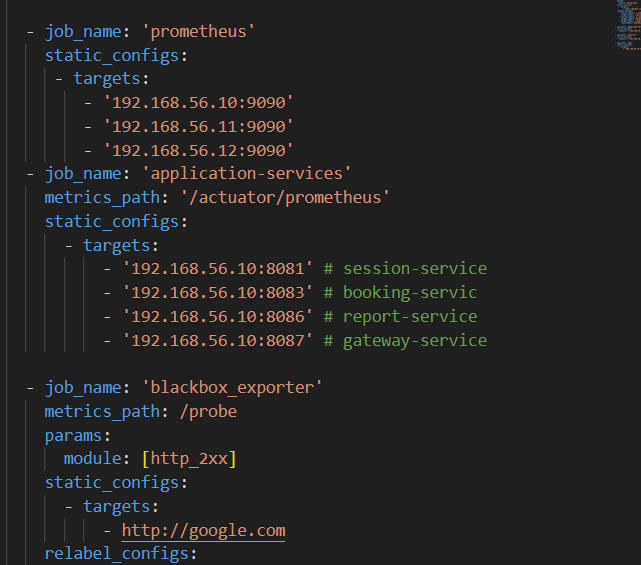 - job_name: 'prometheus'
  static_configs:
   - targets:
      - '192.168.56.10:9090'
      - '192.168.56.11:9090'
      - '192.168.56.12:9090'
- job_name: 'application-services'
  metrics_path: '/actuator/prometheus'
  static_configs:
    - targets:
        - '192.168.56.10:8081' # session-service
        - '192.168.56.10:8083' # booking-servic
        - '192.168.56.10:8086' # report-service
        - '192.168.56.10:8087' # gateway-service
- job_name: 'blackbox_exporter'
  metrics_path: /probe
  params:
    module: [http_2xx]
  static_configs:
    - targets:
        - http://google.com
  relabel_configs: